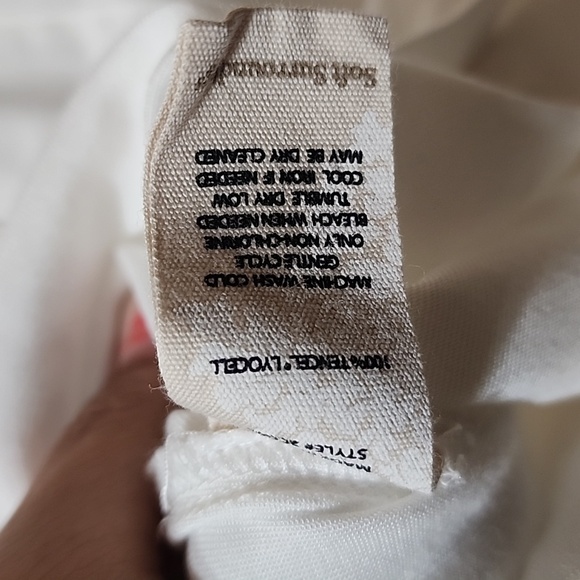 STYLE#
100% TENCEL® LYOCELL
MACHINE WASH COLD
GENTLE CYCLE
ONLY NON-CHLORINE
BLEACH WHEN NEEDED
TUMBLE DRY LOW
COOL IRON IF NEEDED
MAY BE DRY CLEANED
Soft